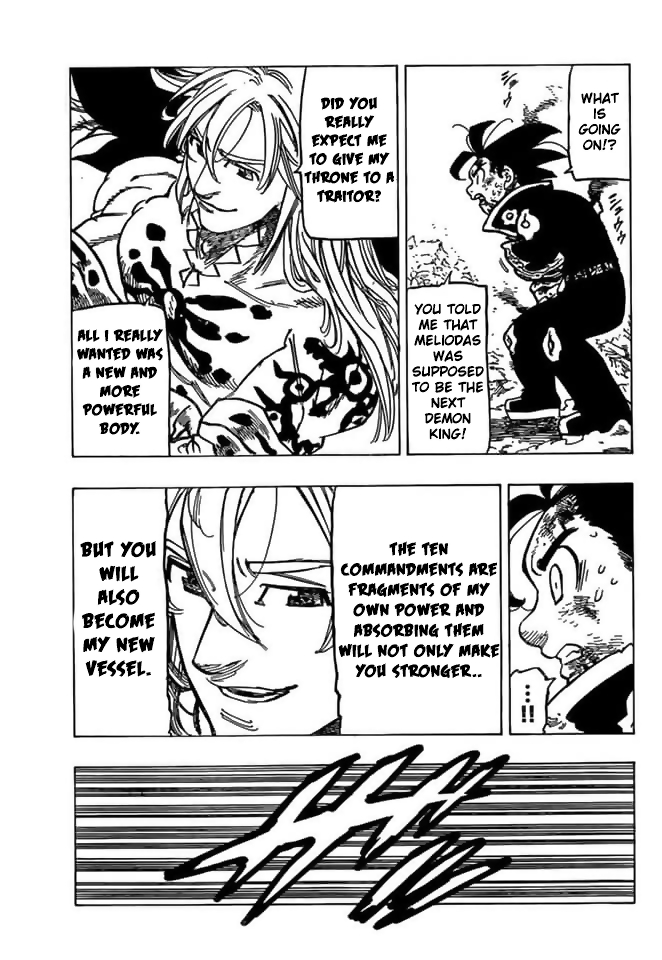 WHAT
IS
GOING
ON!?
YOU TOLD
ME THAT
MELIODAS
WAS
SUPPOSED
TO BE THE
NEXT
DEMON
KING!
DID YOU
REALLY
EXPECT ME
TO GIVE MY
THRONE TO A
TRAITOR?
ALL I REALLY
WANTED WAS
A NEW AND
MORE
POWERFUL
BODY.
...!!
THE TEN
COMMANDMENTS ARE
FRAGMENTS OF MY
OWN POWER AND
ABSORBING THEM
WILL NOT ONLY MAKE
YOU STRONGER..
BUT YOU
WILL
ALSO
BECOME
MY NEW
VESSEL.